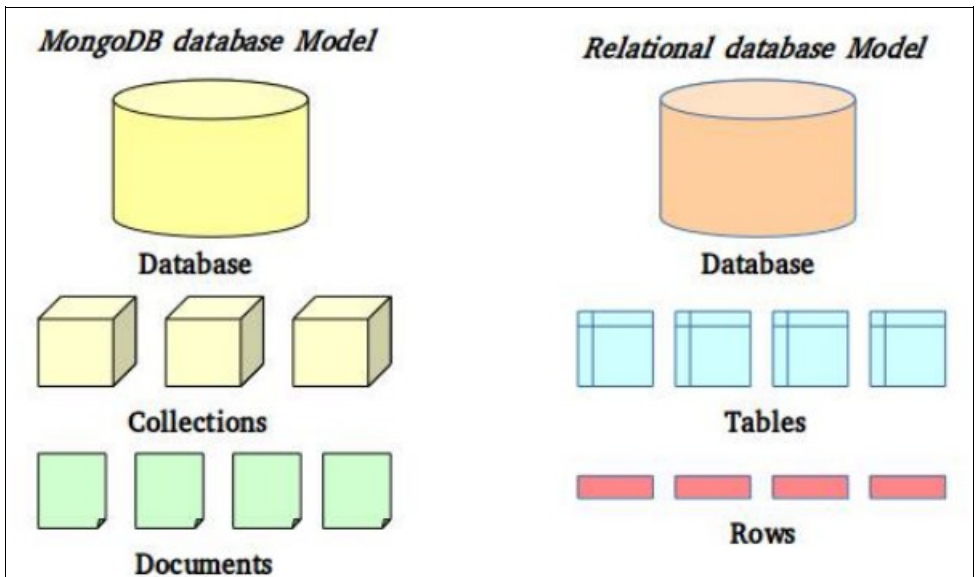 MongoDB database Model
Database
Collections
Documents
Relational database Model
Database
Tables
Rows